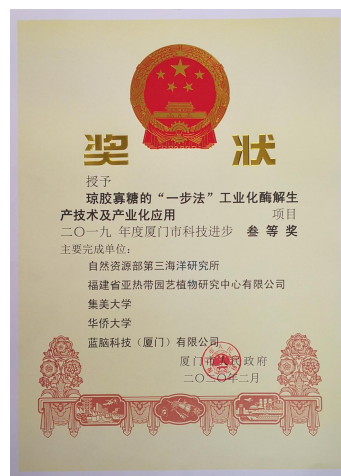 奖 状
授予
琼胶寡糖的“一步法”工业化酶解生
产技术及产业化应用 项目
二〇一九 年度厦门市科技进步 叁等奖
主要完成单位：
自然资源部第三海洋研究所
福建省亚热带园艺植物研究中心有限公司
集美大学
华侨大学
蓝脑科技（厦门）有限公司
厦门市人民政府
二〇二〇年二月